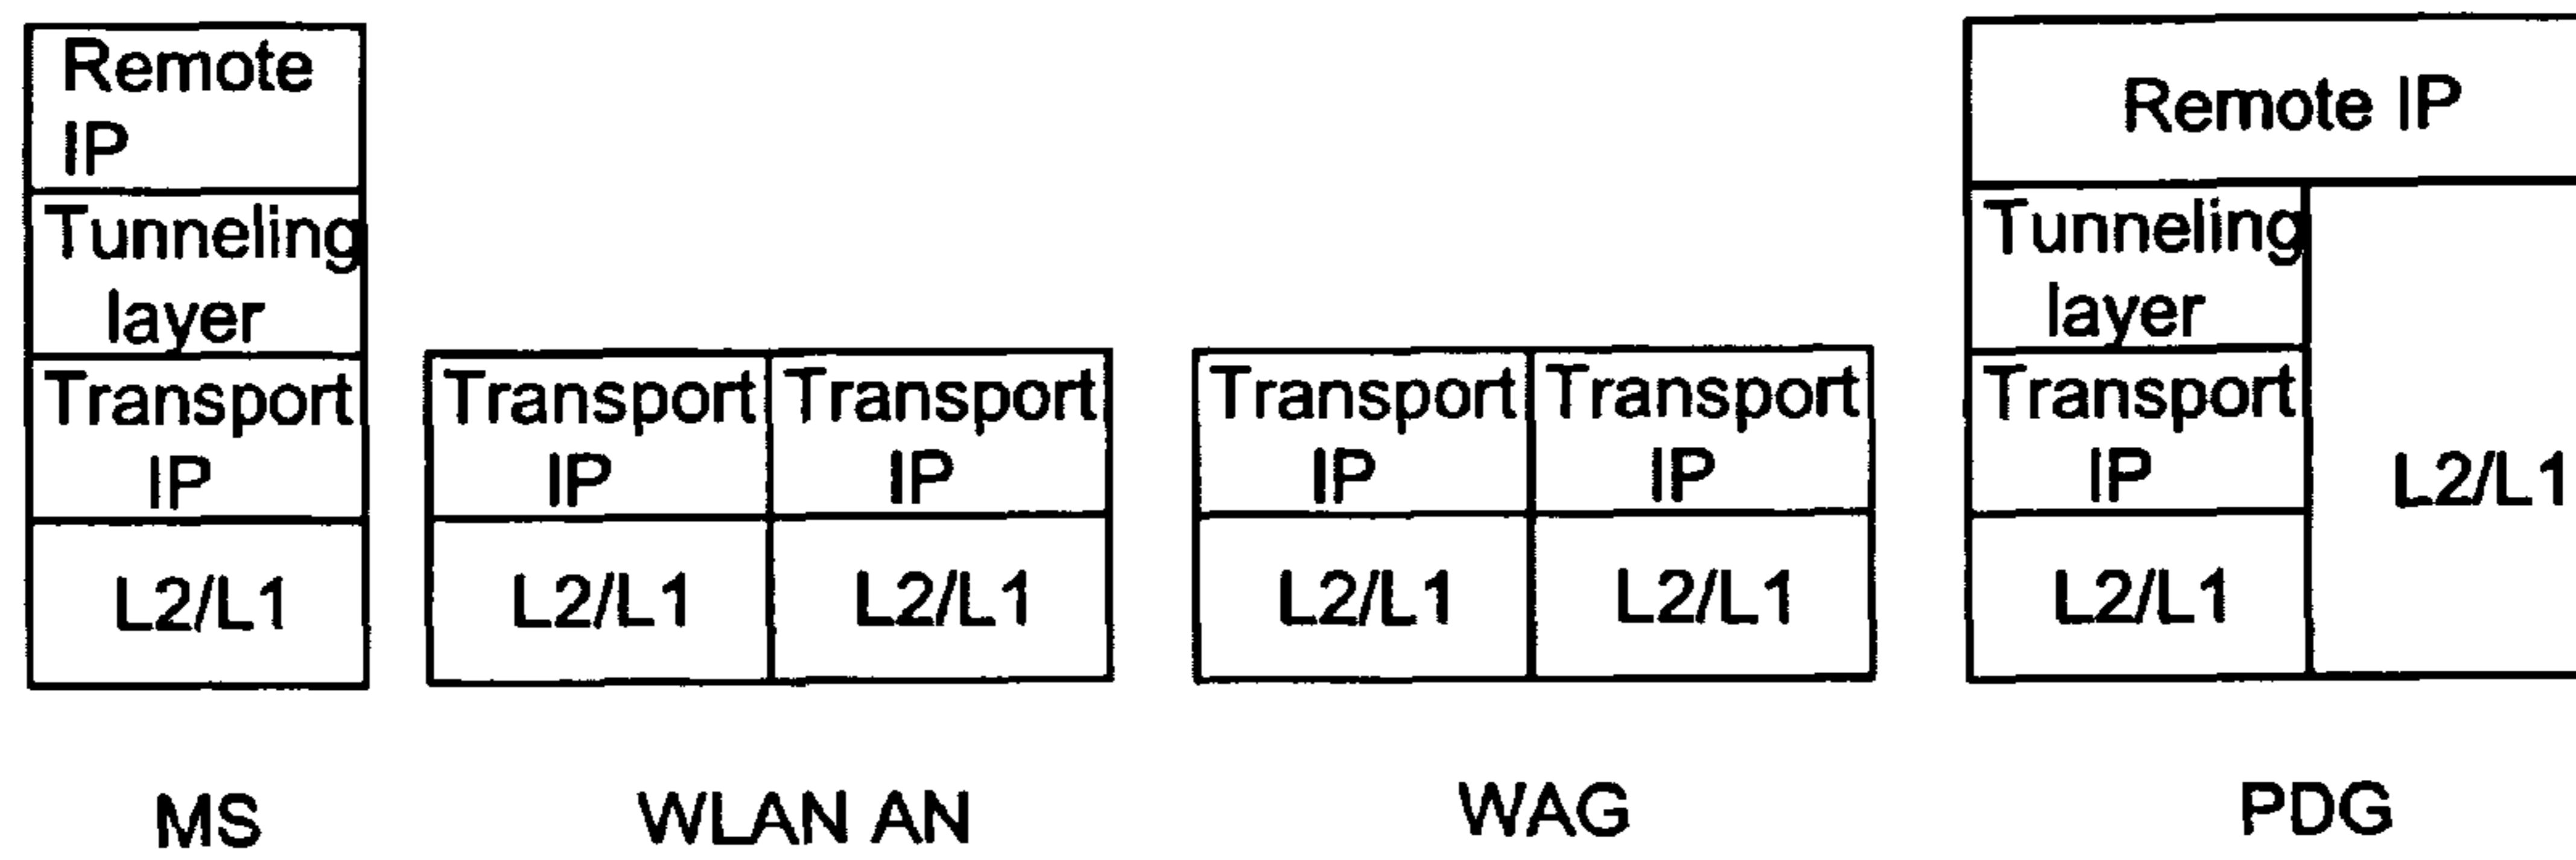 Remote
IP
Tunneling
layer
Transport
IP
L2/L1
MS
Transport
IP
Transport
IP
L2/L1
L2/L1
WLAN AN
Transport
IP
Transport
IP
L2/L1
L2/L1
WAG
Remote IP
Tunneling
layer
Transport
IP
L2/L1
L2/L1
PDG